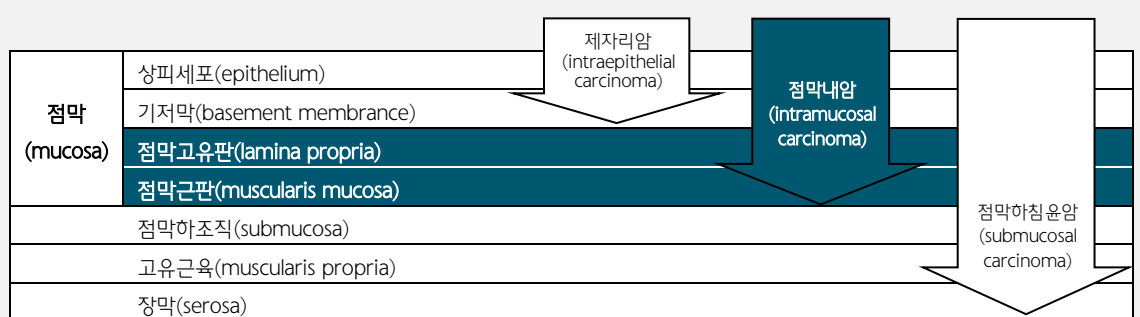 제자리암
(intraepithelial
carcinoma)
점막내암
(intramucosal
carcinoma)
점막하침윤암
(submucosal
carcinoma)
점막
(mucosa)
상피세포(epithelium)
기저막(basement membrance)
점막고유판(lamina propria)
점막근판(muscularis mucosa)
점막하조직(submucosa)
고유근육(muscularis propria)
장막(serosa)